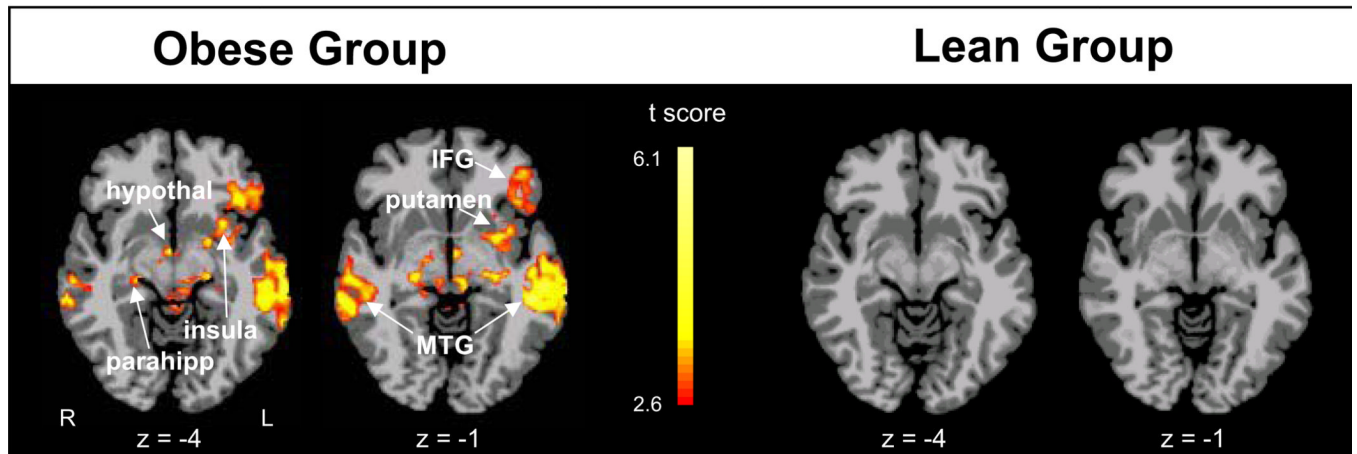 Obese Group
Lean Group
t score
6.1
2.6
hypothal
insula
parahipp
R
L
z = -4
IFG
putamen
MTG
z = -1
z = -4
z = -1